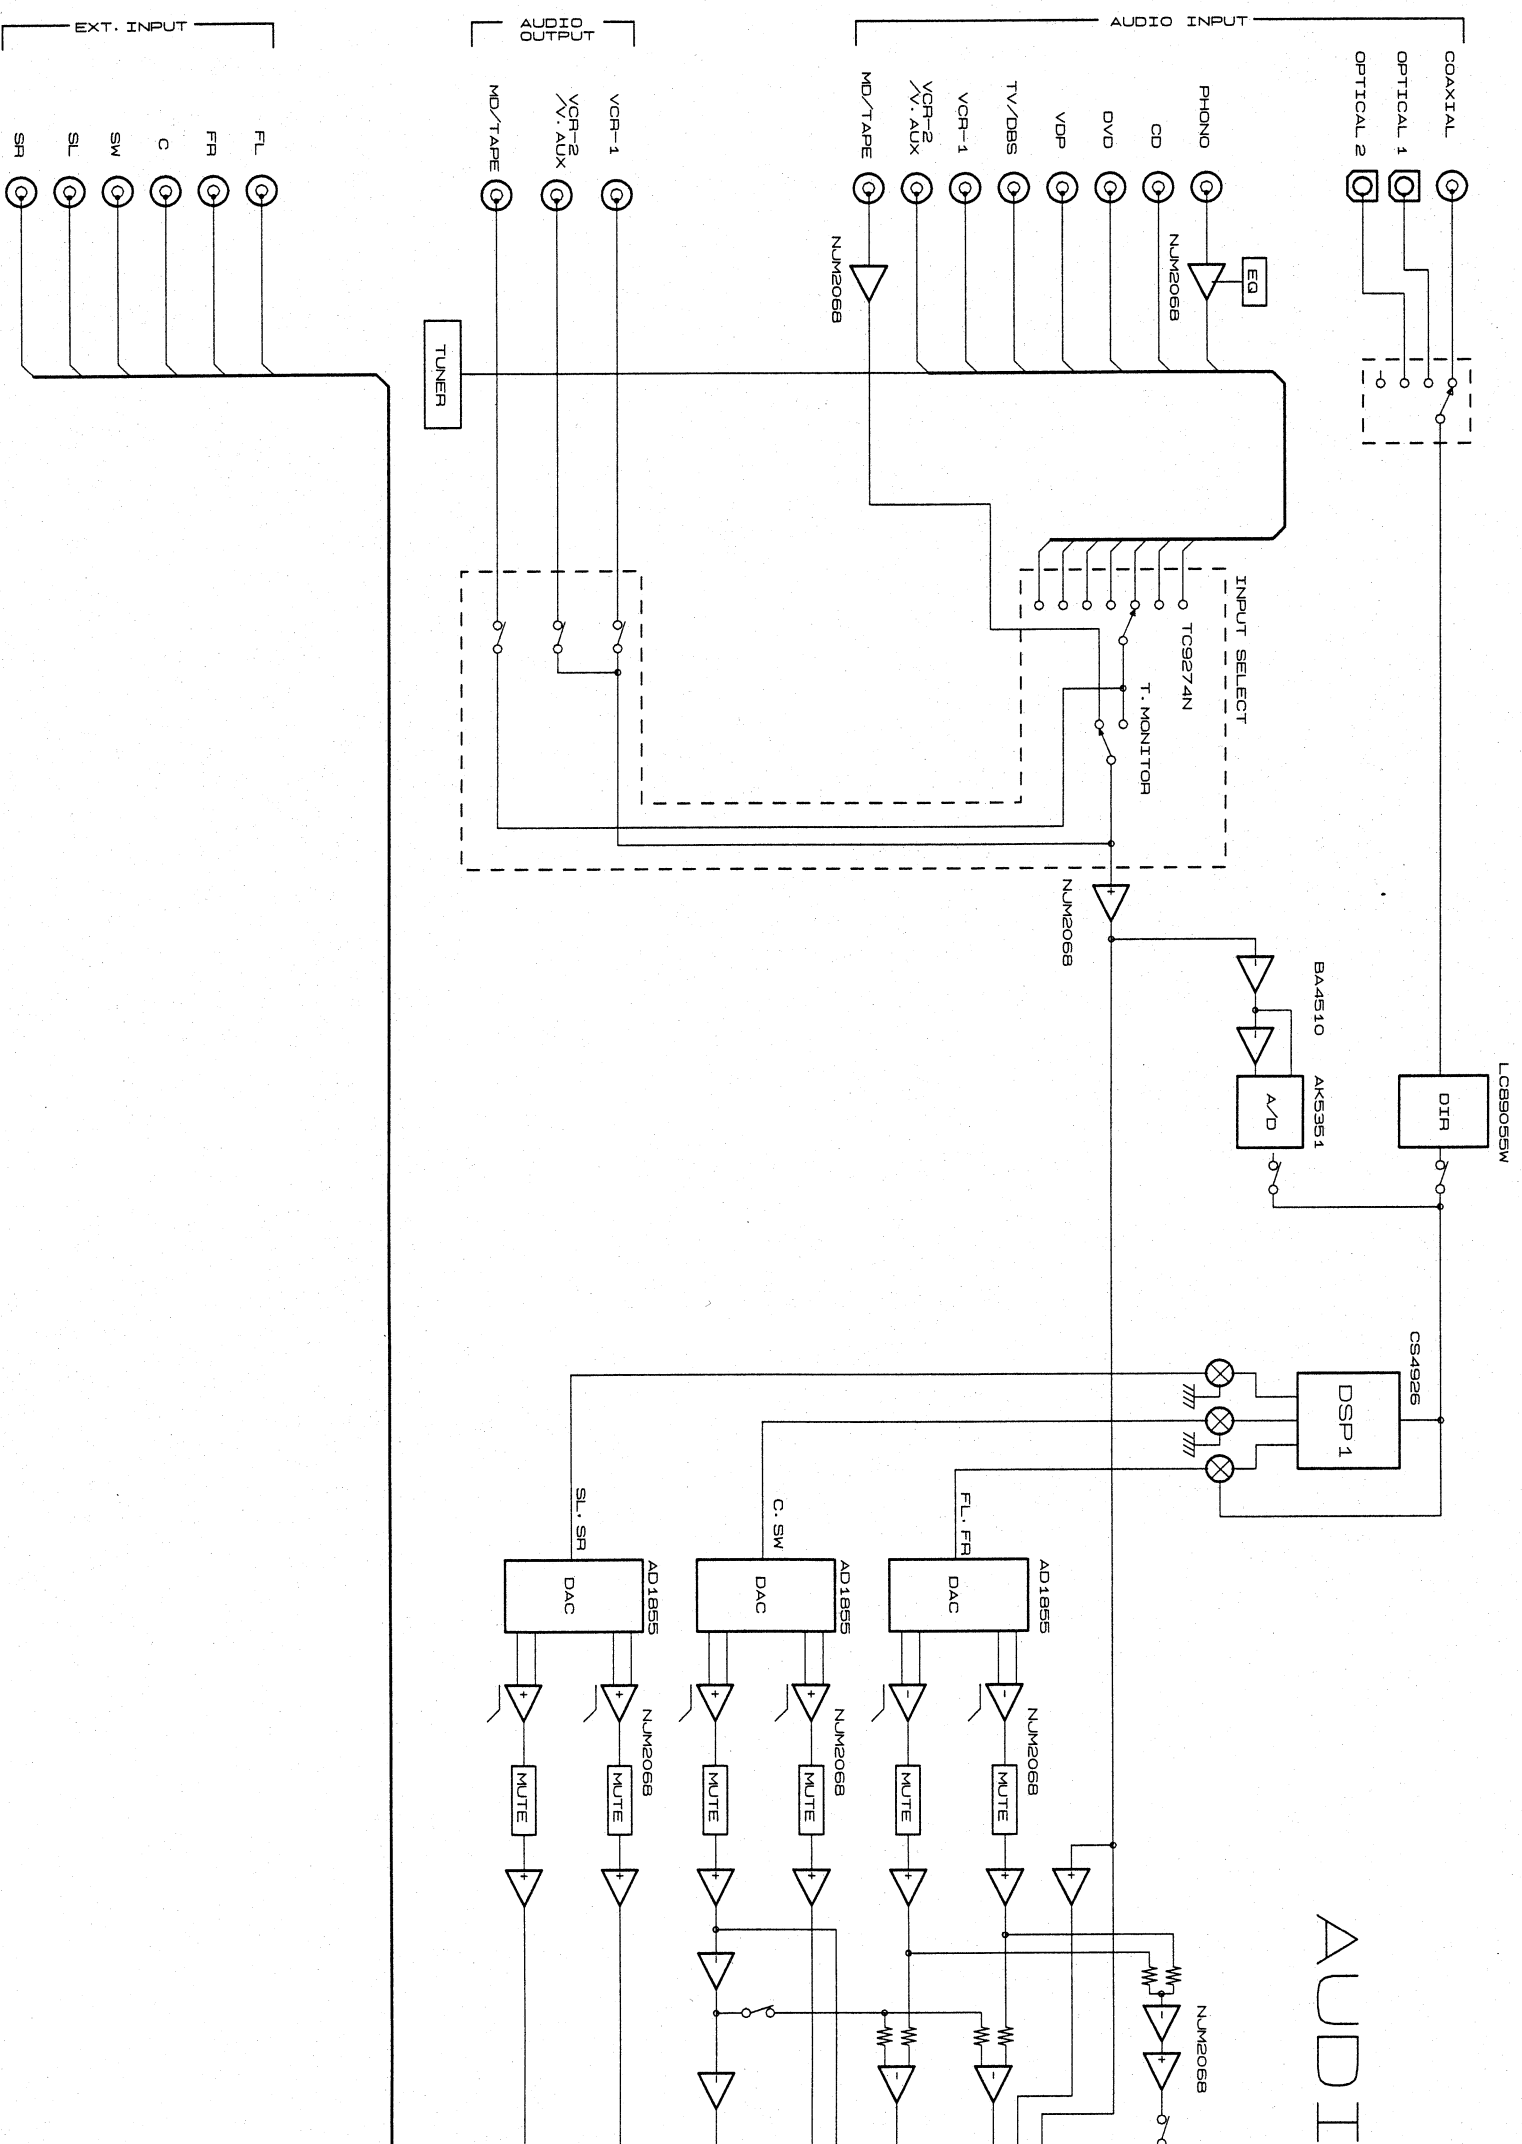 EXT. INPUT
AUDIO
OUTPUT
AUDIO INPUT
SR
SL
SW
C
FR
FL
MD/TAPE
VCR-2
/V. AUX
VCR-1
MD/TAPE
VCR-2
/V. AUX
VCR-1
TV/DBS
VDP
DVD
CD
PHONO
OPTICAL 2
OPTICAL 1
COAXIAL
NJM2068
NJM2068
EQ
TUNER
INPUT SELECT
TC9274N
T. MONITOR
NJM2068
BA4510
AK5351
A/D
LC89055W
DIR
CS4926
DSP1
SL. SR
C. SW
FL. FR
AD1855
DAC
AD1855
DAC
AD1855
DAC
+
+
+
+
-
-
NJM2068
NJM2068
NJM2068
MUTE
MUTE
MUTE
MUTE
MUTE
MUTE
NJM2068
AUDI